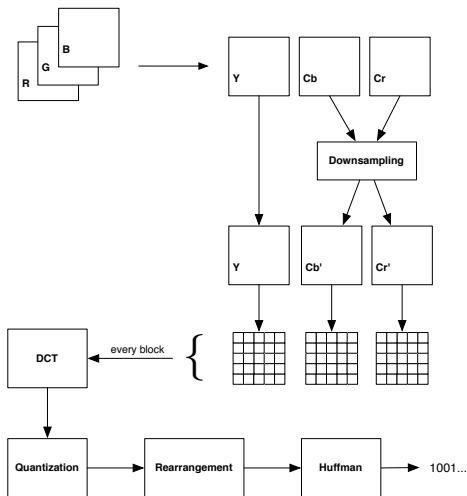 B
G
R
Y
Cb
Cr
Downsampling
Y
Cb'
Cr'
every block
DCT
Quantization
Rearrangement
Huffman
1001...